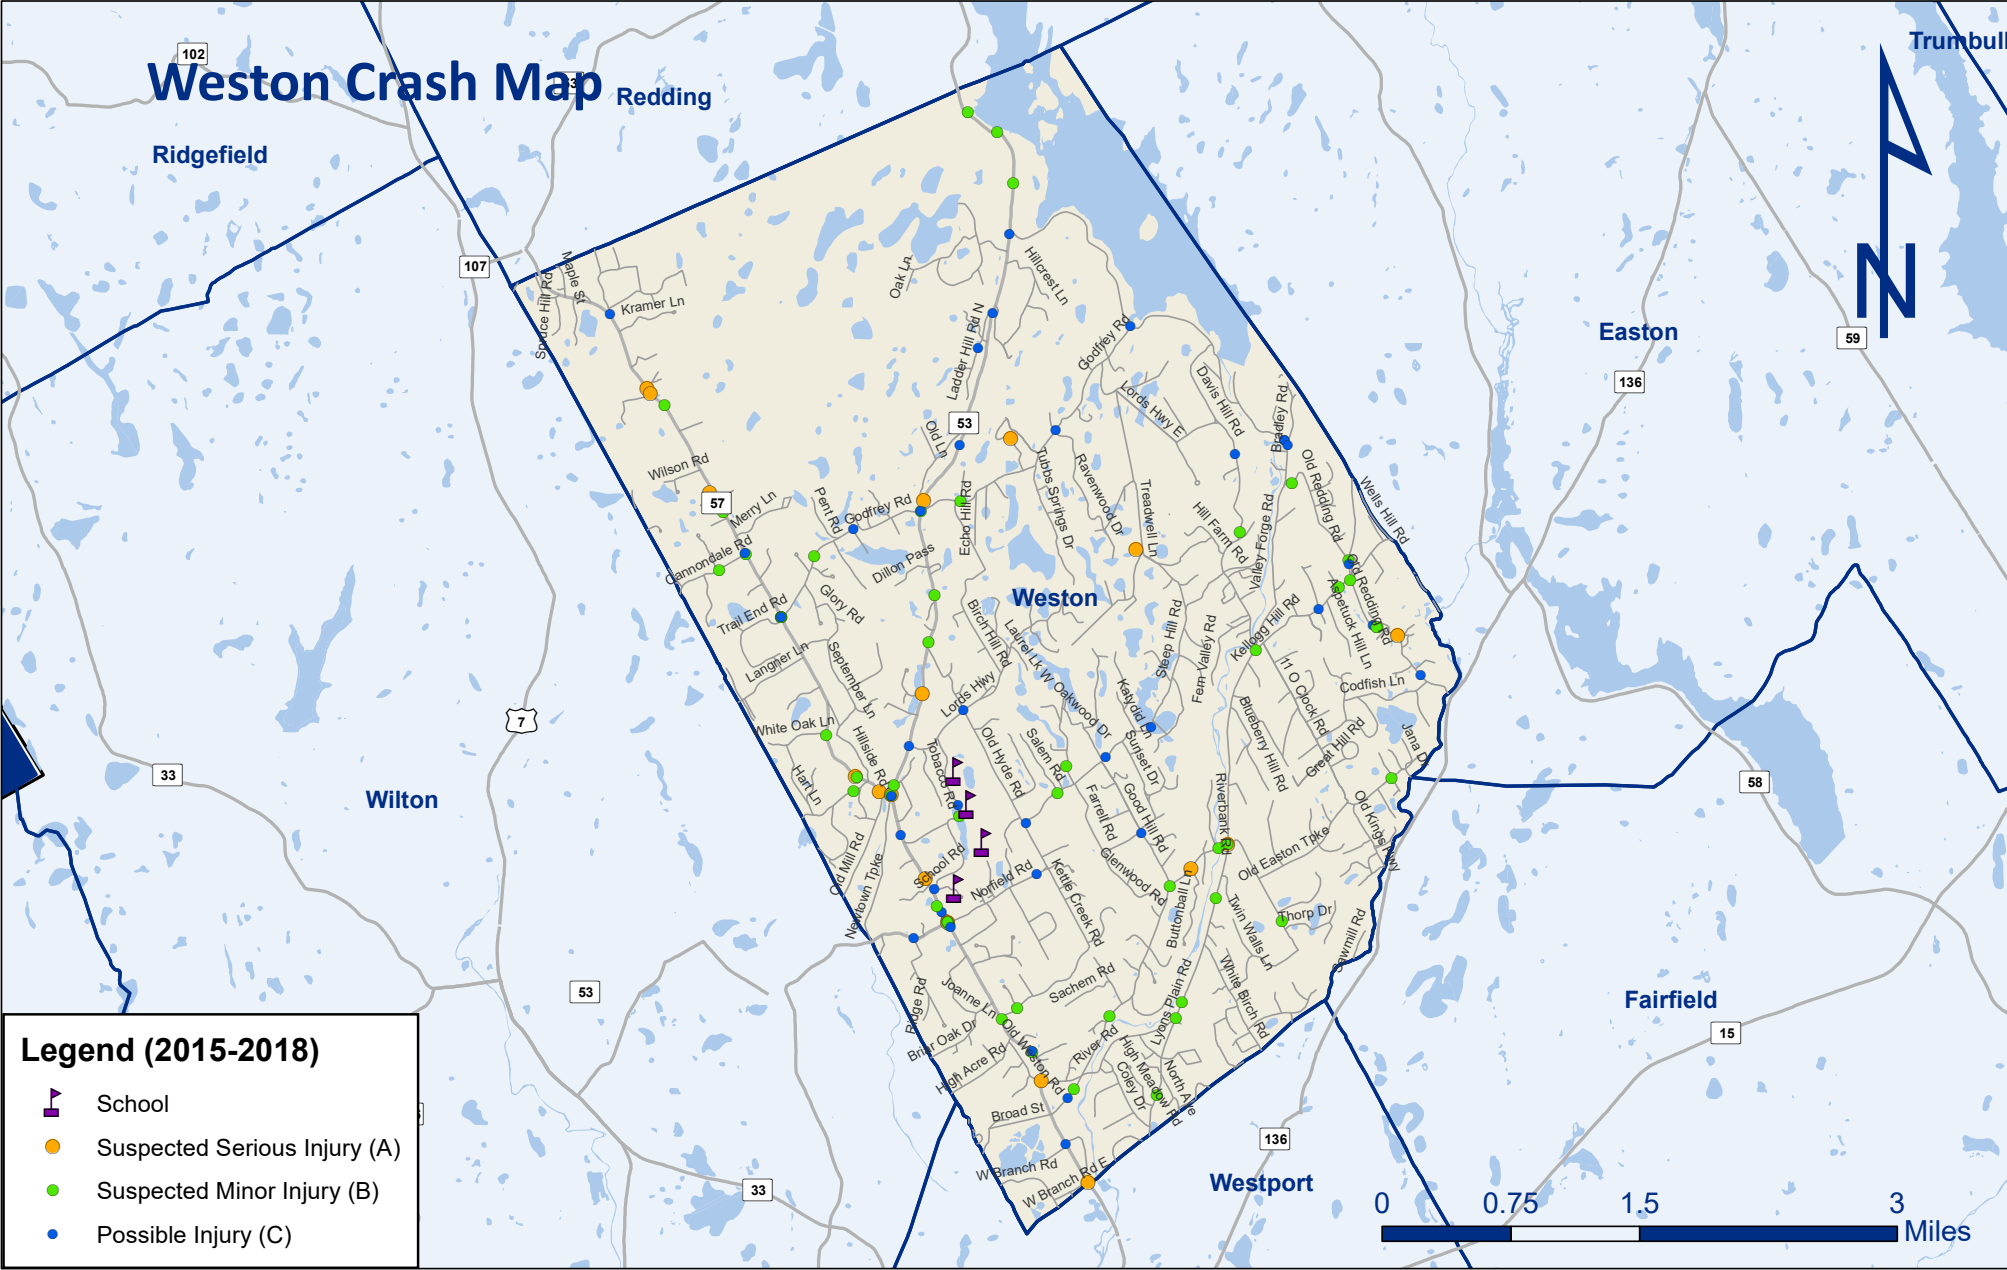 Weston Crash Map
102
53
Redding
Trumbull
Ridgefield
107
Maple St
Spruce Hill Rd
Kramer Ln
Oak Ln
Hillcrest Ln
Ladder Hill Rd N
Godfrey Rd
N
Easton
59
136
Lords Hwy E
Davis Hill Rd
Bradley Rd
53
Old Ln
Wilson Rd
57
Merry Ln
Pent Rd
Godfrey Rd
Echo Hill Rd
Tubbs Springs Dr
Ravenwood Dr
Treadwell Ln
Hill Farm Rd
Valley Forge Rd
Old Redding Rd
Wells Hill Rd
Cannondale Rd
Dillon Pass
Trail End Rd
Glory Rd
Weston
Old Redding Rd
Aspetuck Hill Ln
Kellogg Hill Rd
Birch Hill Rd
Laurel Lk W
Oakwood Dr
Steep Hill Rd
Fern Valley Rd
Langner Ln
September Ln
Lords Hwy
Katydid Ln
11 O Clock Rd
Codfish Ln
7
White Oak Ln
Hillside Rd
Tobacco Rd
Old Hyde Rd
Salem Rd
Sunset Dr
Blueberry Hill Rd
Great Hill Rd
Jana Dr
33
Wilton
Hart Ln
Farrell Rd
Good Hill Rd
Riverbank Rd
Old Kings Hwy
58
Old Mill Rd
Newtown Tpke
School Rd
Norfield Rd
Kettle Creek Rd
Glenwood Rd
Buttonball Ln
Old Easton Tpke
Twin Walls Ln
Thorp Dr
Sawmill Rd
53
Ridge Rd
Joanne Ln
Sachem Rd
Lyons Plain Rd
White Birch Rd
Fairfield
15
Briar Oak Dr
High Acre Rd
Old Weston Rd
River Rd
High Meadow Rd
Coley Dr
North Ave
Broad St
136
W Branch Rd
W Branch Rd E
Westport
33
Legend (2015-2018)
School
Suspected Serious Injury (A)
Suspected Minor Injury (B)
Possible Injury (C)
0 0.75 1.5 3
Miles